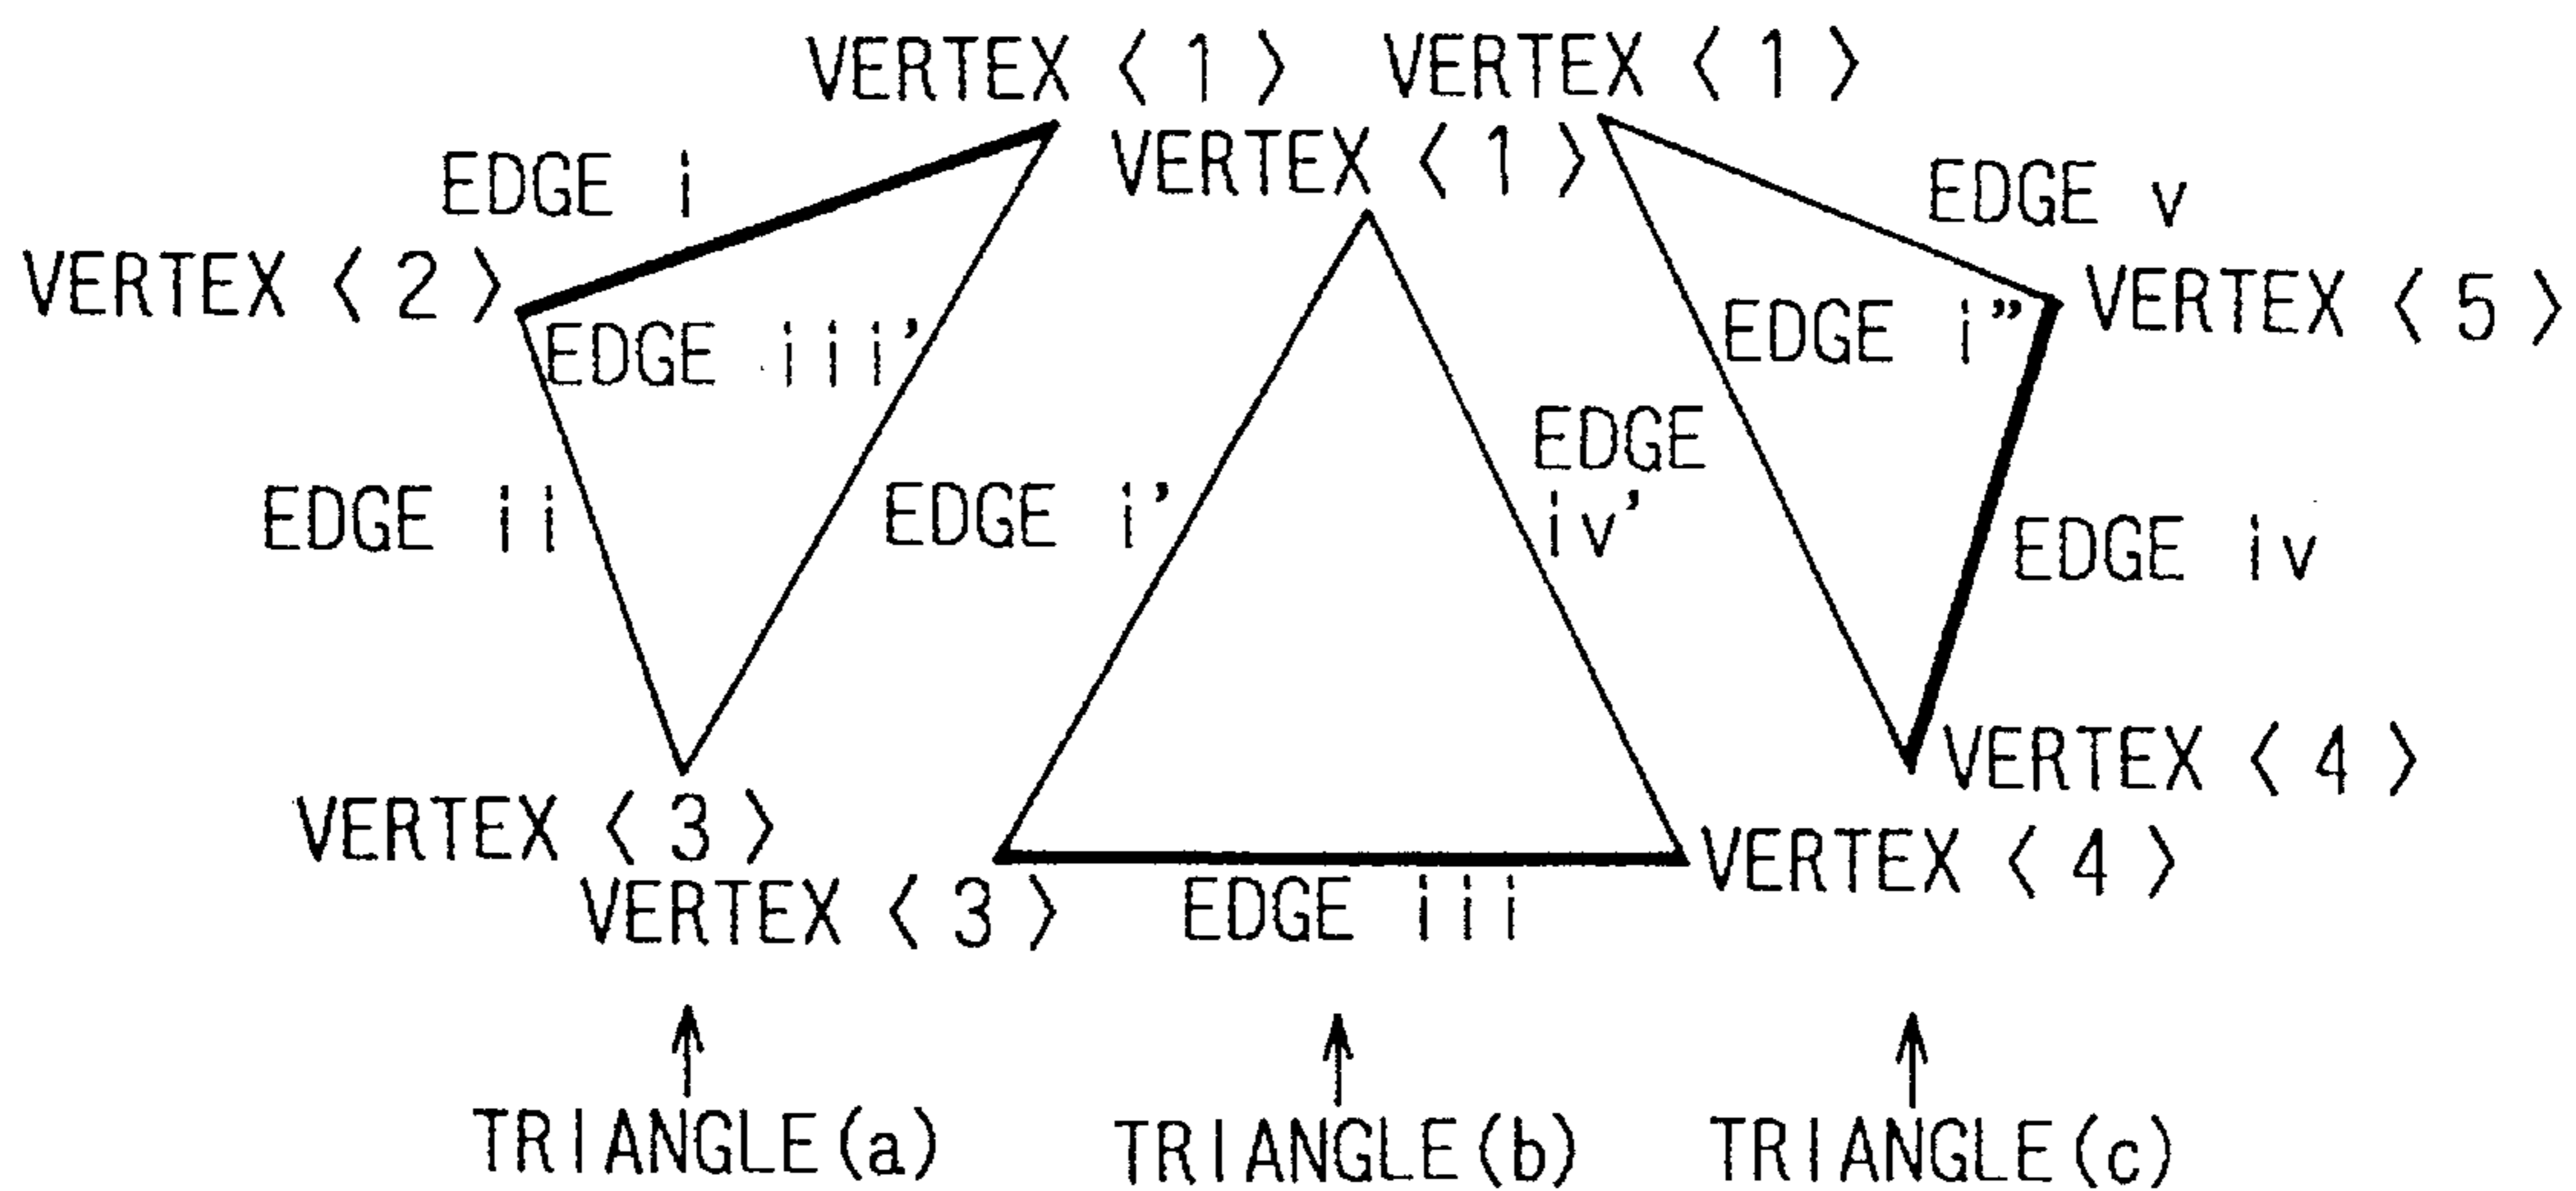 VERTEX 〈 1 〉 VERTEX 〈 1 〉
VERTEX 〈 1 〉
EDGE i
EDGE v
VERTEX 〈 2 〉
VERTEX 〈 5 〉
EDGE iii'
EDGE i”
EDGE
iv'
EDGE ii
EDGE i'
EDGE iv
VERTEX 〈 4 〉
VERTEX 〈 3 〉
VERTEX 〈 4 〉
VERTEX 〈 3 〉
EDGE iii
TRIANGLE(a) TRIANGLE(b) TRIANGLE(c)